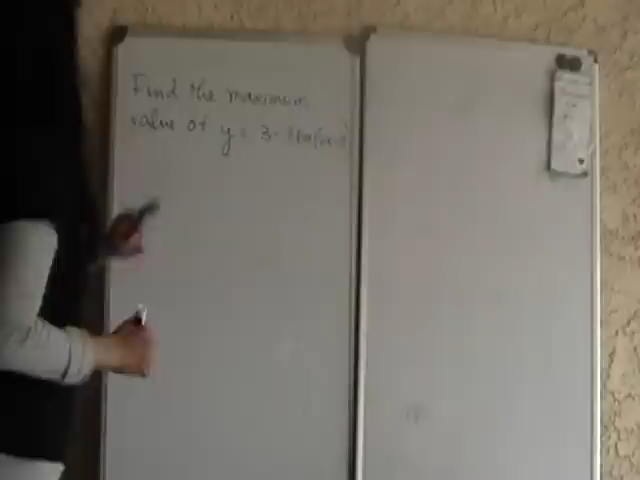 Find the maximum
value of y = 3-